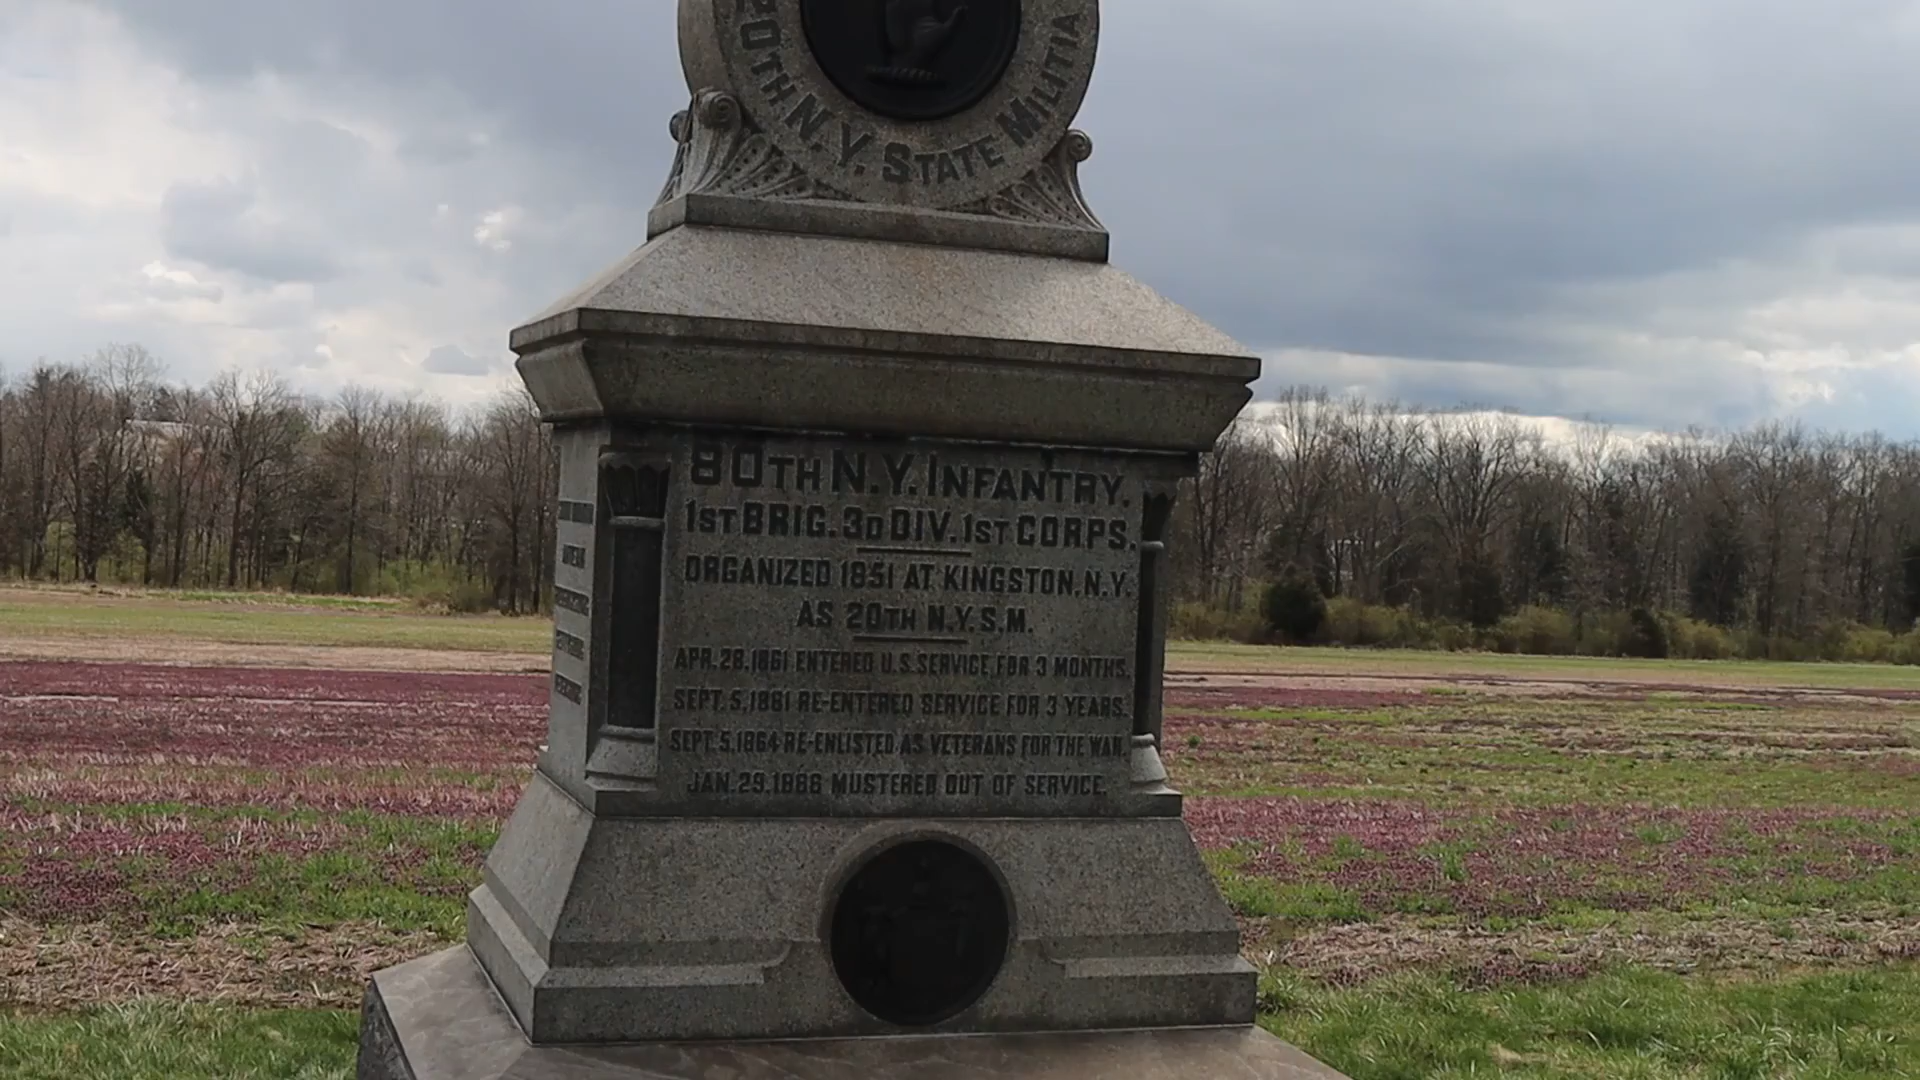 20TH N.Y. STATE MILITIA
80TH N.Y. INFANTRY.
1ST BRIG. 3D DIV. 1ST CORPS.
ORGANIZED 1851 AT KINGSTON, N.Y.
AS 20TH N.Y.S.M.
APR. 28. 1861 ENTERED U.S. SERVICE FOR 3 MONTHS.
SEPT. 5. 1861 RE-ENTERED SERVICE FOR 3 YEARS.
SEPT. 5. 1864 RE-ENLISTED AS VETERANS FOR THE WAR.
JAN. 29. 1866 MUSTERED OUT OF SERVICE.